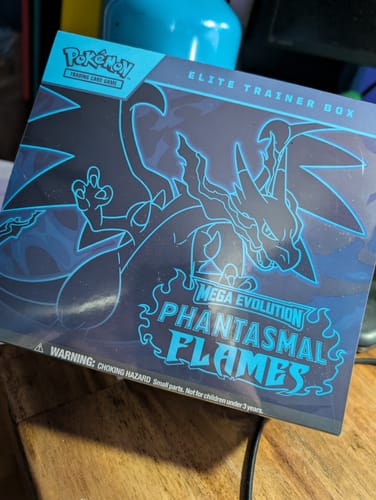 POKÉMON
TRADING CARD GAME
ELITE TRAINER BOX
MEGA EVOLUTION
PHANTASMAL
FLAMES
WARNING: CHOKING HAZARD Small parts. Not for children under 3 years.